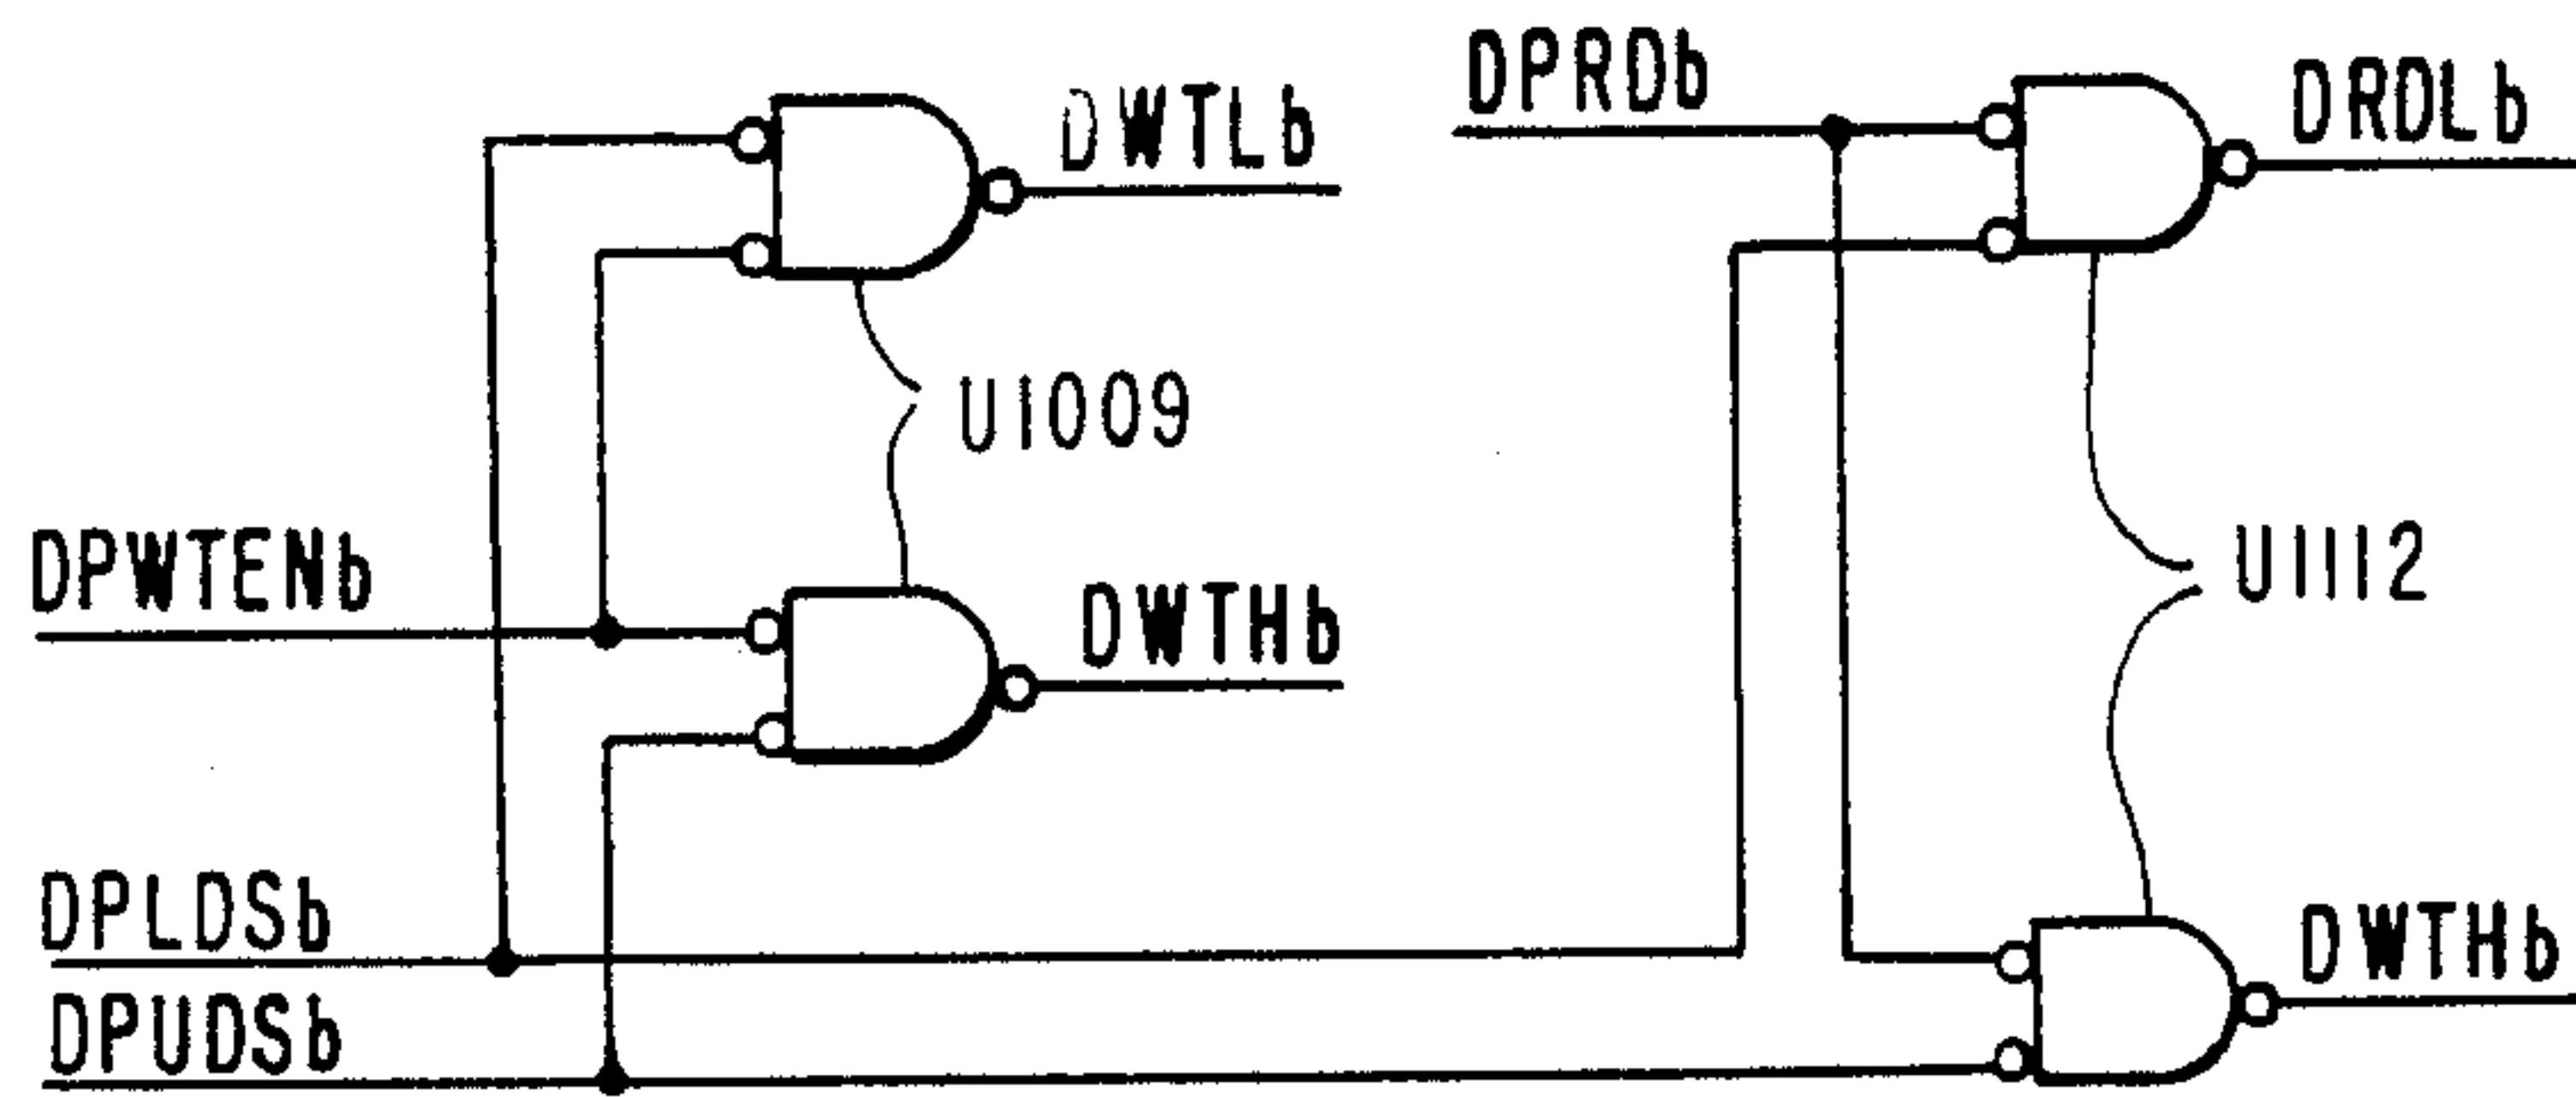 DPRDb
DRDLb
DWTLb
U1009
DPWTENb
U1112
DWTHb
DPLDSb
DWTHb
DPUDSb